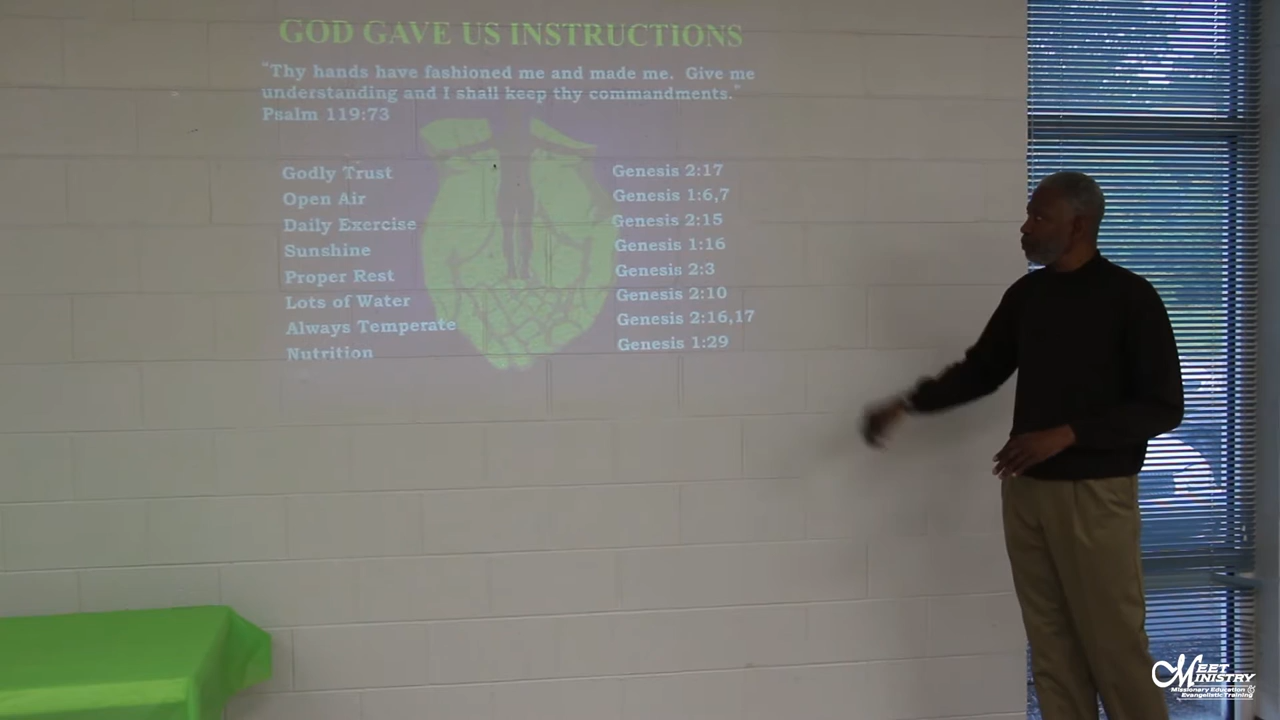 GOD GAVE US INSTRUCTIONS
"Thy hands have fashioned me and made me. Give me
understanding and I shall keep thy commandments."
Psalm 119:73
Godly Trust Genesis 2:17
Open Air Genesis 1:6,7
Daily Exercise Genesis 2:15
Sunshine Genesis 1:16
Proper Rest Genesis 2:3
Lots of Water Genesis 2:10
Always Temperate Genesis 2:16,17
Nutrition Genesis 1:29
MEET
MINISTRY
Missionary Education &
Evangelistic Training